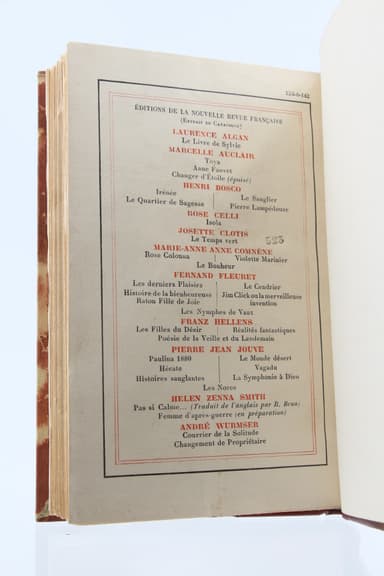 123-5-142
ÉDITIONS DE LA NOUVELLE REVUE FRANÇAISE
(EXTRAIT DU CATALOGUE)
LAURENCE ALGAN
Le Livre de Sylvie
MARCELLE AUCLAIR
Toya
Anne Fauvet
Changer d'Étoile (épuisé)
HENRI BOSCO
Irénée Le Sanglier
Le Quartier de Sagesse Pierre Lampédouze
ROSE CELLI
Isola
JOSETTE CLOTIS
Le Temps vert
MARIE-ANNE ANNE COMNÈNE
Rose Colonna Violette Marinier
Le Bonheur
FERNAND FLEURET
Les derniers Plaisirs Le Cendrier
Histoire de la bienheureuse Jim Click ou la merveilleuse
Raton Fille de Joie invention
Les Nymphes de Vaux
FRANZ HELLENS
Les Filles du Désir Réalités fantastiques
Poésie de la Veille et du Lendemain
PIERRE JEAN JOUVE
Paulina 1880 Le Monde désert
Hécate Vagadu
Histoires sanglantes La Symphonie à Dieu
Les Noces
HELEN ZENNA SMITH
Pas si Calme... (Traduit de l'anglais par R. Brua)
Femme d'après-guerre (en préparation)
ANDRÉ WURMSER
Courrier de la Solitude
Changement de Propriétaire